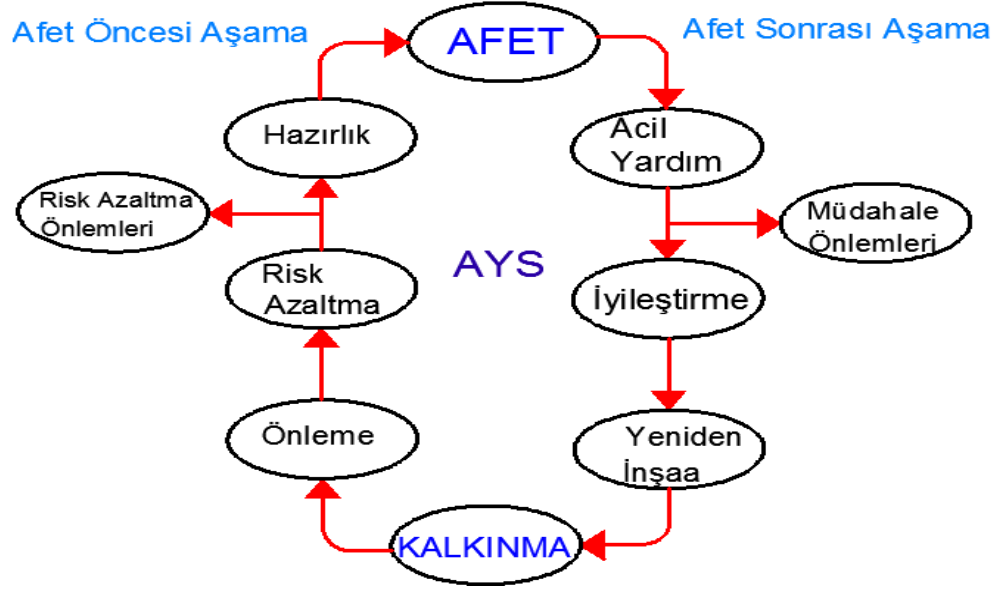 Afet Öncesi Aşama
AFET
Afet Sonrası Aşama
Hazırlık
Acil
Yardım
Risk Azaltma
Önlemleri
Müdahale
Önlemleri
AYS
Risk
Azaltma
İyileştirme
Önleme
Yeniden
İnşaa
KALKINMA